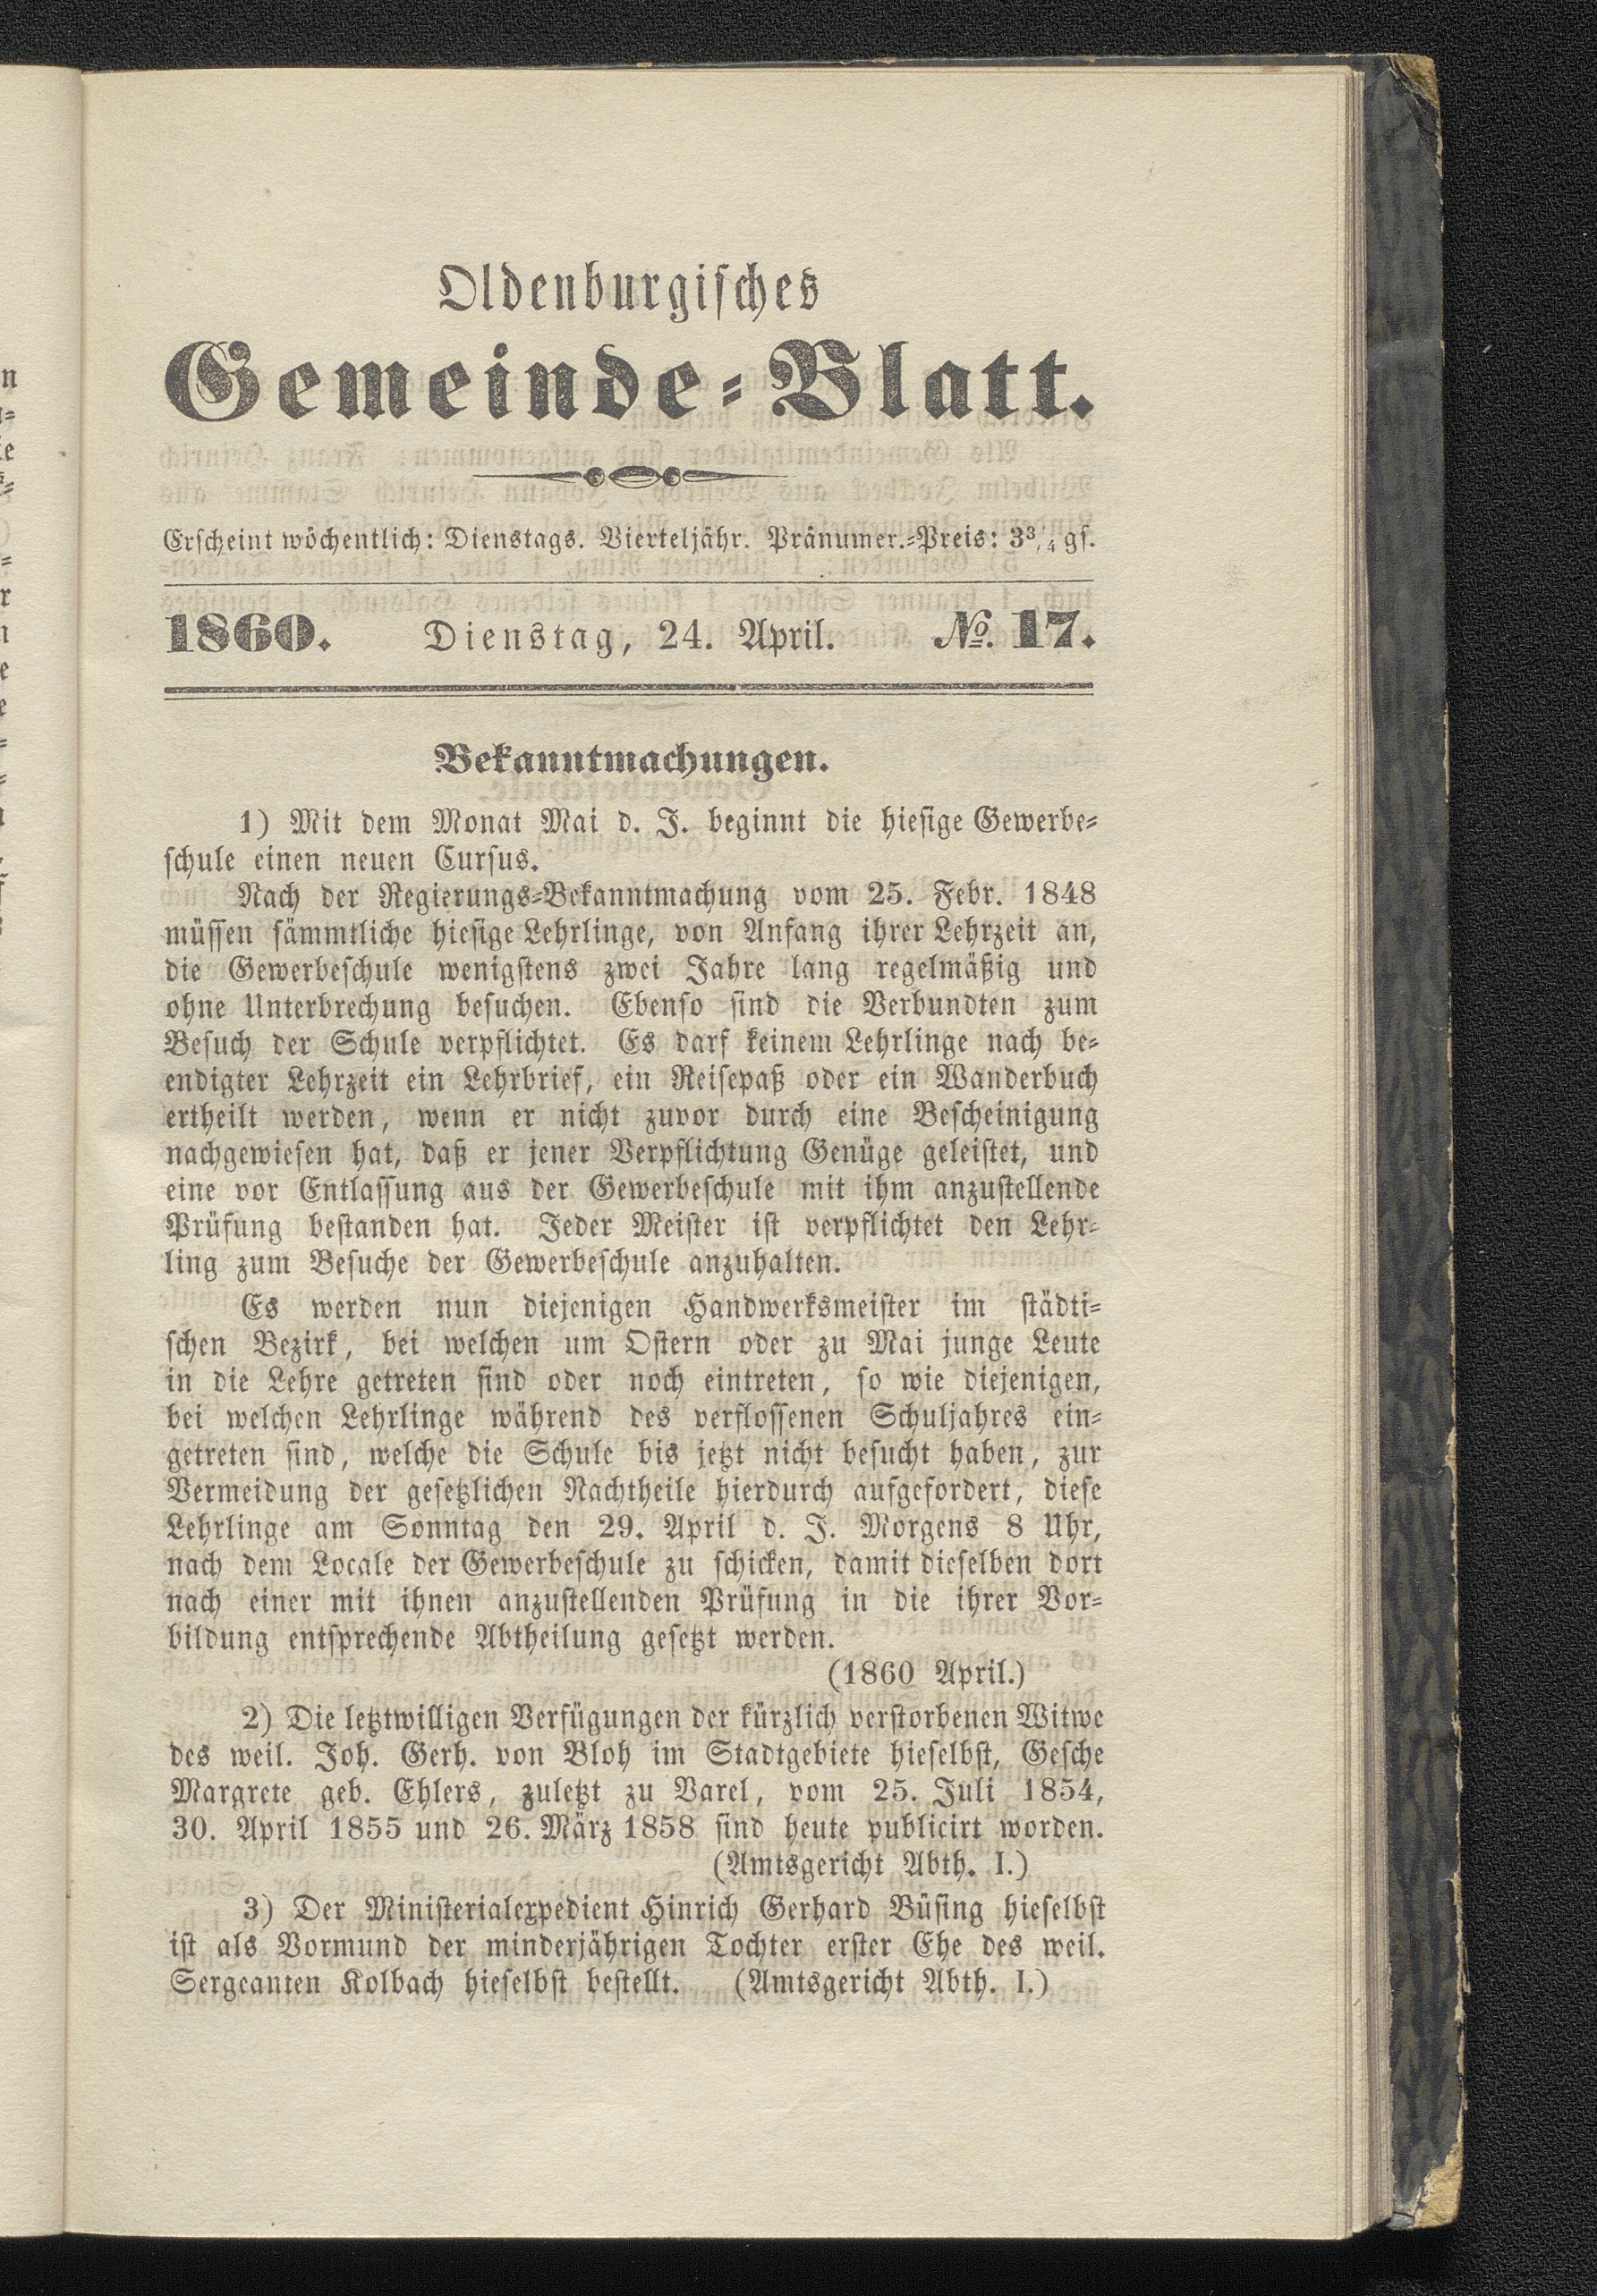 Oldenburgisches
Gemeinde-Blatt.
Erscheint wöchentlich: Dienstags. Vierteljähr. Pränumer.-Preis: 3³/₄ gs.
1860. Dienstag, 24. April. No. 17.
Bekanntmachungen.
1) Mit dem Monat Mai d. J. beginnt die hiesige Gewerbe-
schule einen neuen Cursus.
Nach der Regierungs-Bekanntmachung vom 25. Febr. 1848
müssen sämmtliche hiesige Lehrlinge, von Anfang ihrer Lehrzeit an,
die Gewerbeschule wenigstens zwei Jahre lang regelmäßig und
ohne Unterbrechung besuchen. Ebenso sind die Verbundten zum
Besuch der Schule verpflichtet. Es darf keinem Lehrlinge nach be-
endigter Lehrzeit ein Lehrbrief, ein Reisepaß oder ein Wanderbuch
ertheilt werden, wenn er nicht zuvor durch eine Bescheinigung
nachgewiesen hat, daß er jener Verpflichtung Genüge geleistet, und
eine vor Entlassung aus der Gewerbeschule mit ihm anzustellende
Prüfung bestanden hat. Jeder Meister ist verpflichtet den Lehr-
ling zum Besuche der Gewerbeschule anzuhalten.
Es werden nun diejenigen Handwerksmeister im städti-
schen Bezirk, bei welchen um Ostern oder zu Mai junge Leute
in die Lehre getreten sind oder noch eintreten, so wie diejenigen,
bei welchen Lehrlinge während des verflossenen Schuljahres ein-
getreten sind, welche die Schule bis jetzt nicht besucht haben, zur
Vermeidung der gesetzlichen Nachtheile hierdurch aufgefordert, diese
Lehrlinge am Sonntag den 29. April d. J. Morgens 8 Uhr,
nach dem Locale der Gewerbeschule zu schicken, damit dieselben dort
nach einer mit ihnen anzustellenden Prüfung in die ihrer Vor-
bildung entsprechende Abtheilung gesetzt werden.
(1860 April.)
2) Die letztwilligen Verfügungen der kürzlich verstorbenen Witwe
des weil. Joh. Gerh. von Bloh im Stadtgebiete hieselbst, Gesche
Margrete geb. Ehlers, zuletzt zu Varel, vom 25. Juli 1854,
30. April 1855 und 26. März 1858 sind heute publicirt worden.
(Amtsgericht Abth. I.)
3) Der Ministerialexpedient Hinrich Gerhard Büsing hieselbst
ist als Vormund der minderjährigen Tochter erster Ehe des weil.
Sergeanten Kolbach hieselbst bestellt. (Amtsgericht Abth. I.)